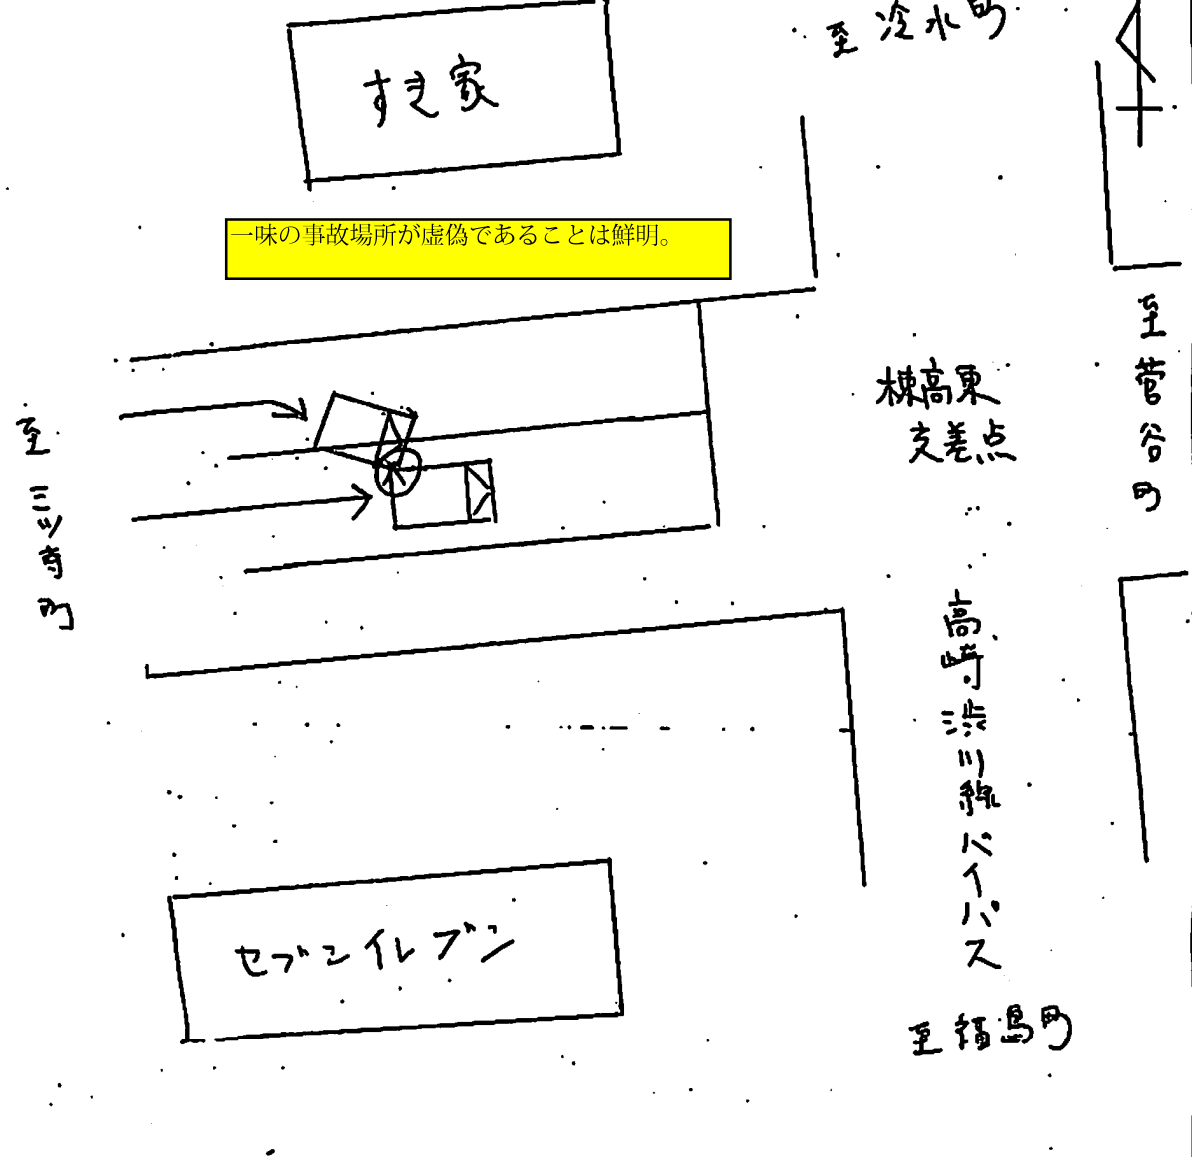 至 冷水町
すき家
一味の事故場所が虚偽であることは鮮明。
至菅谷町
棟高東
交差点
至三ツ寺町
高崎渋川線バイパス
セブンイレブン
至福島町